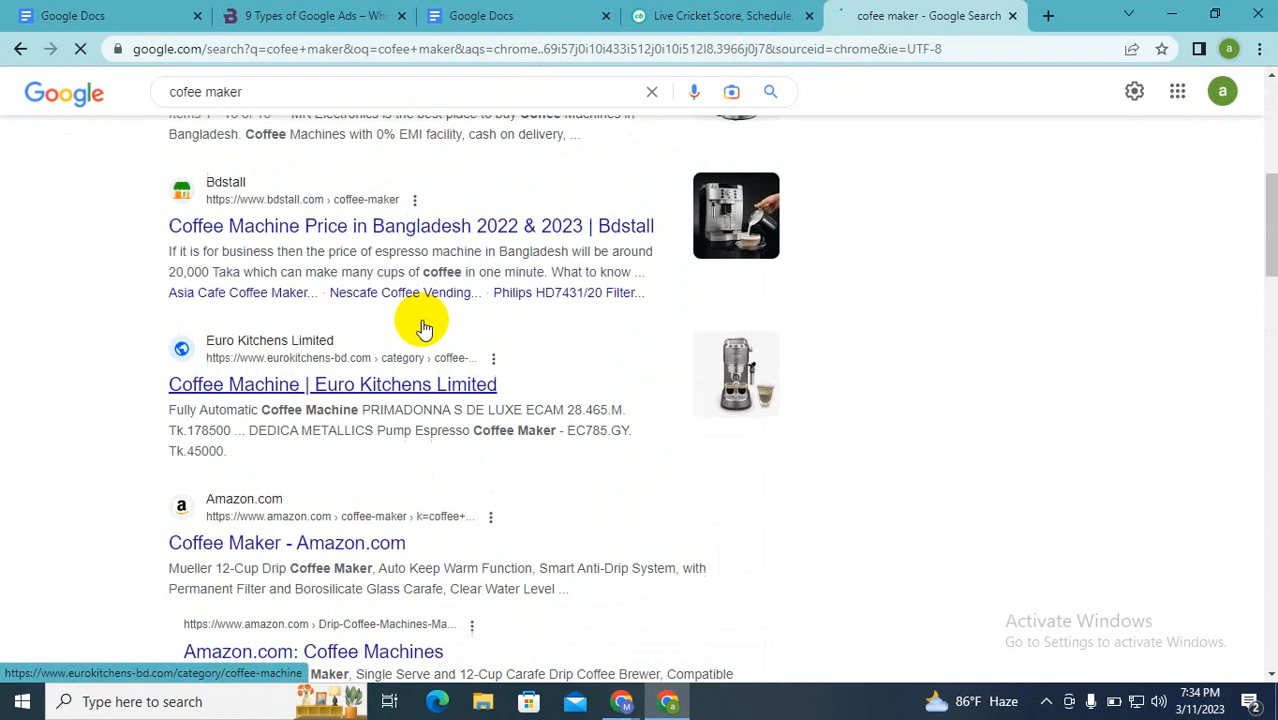 Google Docs
9 Types of Google Ads – Whi
Google Docs
Live Cricket Score, Schedule,
cofee maker - Google Search
google.com/search?q=cofee+maker&oq=cofee+maker&aqs=chrome..69i57j0i10i433i512j0i10i512l8.3966j0j7&sourceid=chrome&ie=UTF-8
a
Google
cofee maker
a
Bangladesh. Coffee Machines with 0% EMI facility, cash on delivery, ...
Bdstall
https://www.bdstall.com › coffee-maker
Coffee Machine Price in Bangladesh 2022 & 2023 | Bdstall
If it is for business then the price of espresso machine in Bangladesh will be around
20,000 Taka which can make many cups of coffee in one minute. What to know ...
Asia Cafe Coffee Maker... · Nescafe Coffee Vending... · Philips HD7431/20 Filter...
Euro Kitchens Limited
https://www.eurokitchens-bd.com › category › coffee-...
Coffee Machine | Euro Kitchens Limited
Fully Automatic Coffee Machine PRIMADONNA S DE LUXE ECAM 28.465.M.
Tk.178500 ... DEDICA METALLICS Pump Espresso Coffee Maker - EC785.GY.
Tk.45000.
a
Amazon.com
https://www.amazon.com › coffee-maker › k=coffee+...
Coffee Maker - Amazon.com
Mueller 12-Cup Drip Coffee Maker, Auto Keep Warm Function, Smart Anti-Drip System, with
Permanent Filter and Borosilicate Glass Carafe, Clear Water Level ...
https://www.amazon.com › Drip-Coffee-Machines-Ma...
Amazon.com: Coffee Machines
Maker, Single Serve and 12-Cup Carafe Drip Coffee Brewer, Compatible
https://www.eurokitchens-bd.com/category/coffee-machine
Activate Windows
Go to Settings to activate Windows.
Type here to search
86°F Haze
7:34 PM
3/11/2023
2